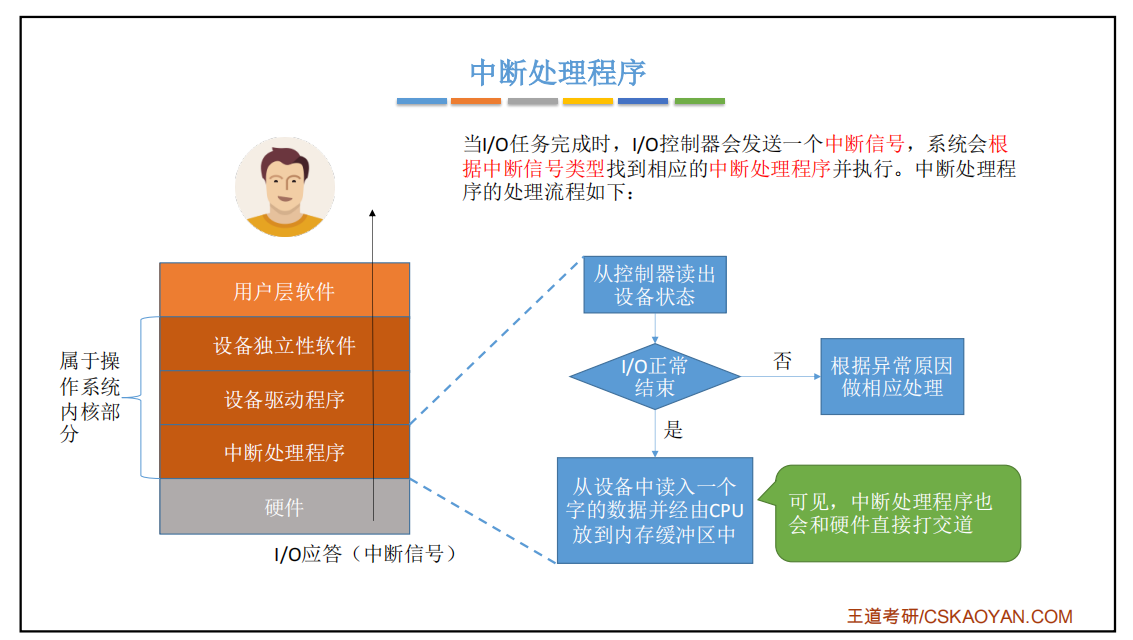 中断处理程序
当I/O任务完成时，I/O控制器会发送一个中断信号，系统会根
据中断信号类型找到相应的中断处理程序并执行。中断处理程
序的处理流程如下：
用户层软件
设备独立性软件
设备驱动程序
中断处理程序
硬件
属于操
作系统
内核部
分
I/O应答（中断信号）
从控制器读出
设备状态
I/O正常
结束
否
根据异常原因
做相应处理
是
从设备中读入一个
字的数据并经由CPU
放到内存缓冲区中
可见，中断处理程序也
会和硬件直接打交道
王道考研/CSKAOYAN.COM